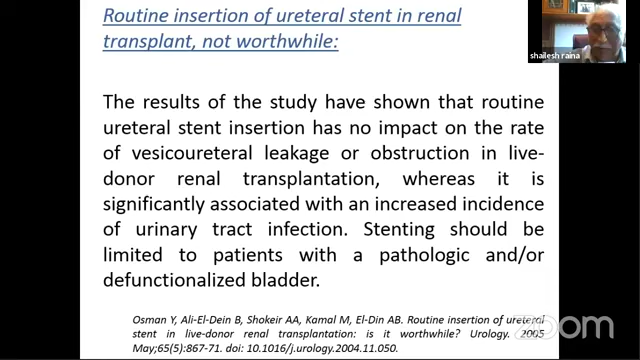 Routine insertion of ureteral stent in renal
transplant, not worthwhile:
shailesh raina
The results of the study have shown that routine
ureteral stent insertion has no impact on the rate
of vesicoureteral leakage or obstruction in live-
donor renal transplantation, whereas it is
significantly associated with an increased incidence
of urinary tract infection. Stenting should be
limited to patients with a pathologic and/or
defunctionalized bladder.
Osman Y, Ali-El-Dein B, Shokeir AA, Kamal M, El-Din AB. Routine insertion of ureteral
stent in live-donor renal transplantation: is it worthwhile? Urology. 2005
May;65(5):867-71. doi: 10.1016/j.urology.2004.11.050.
zoom